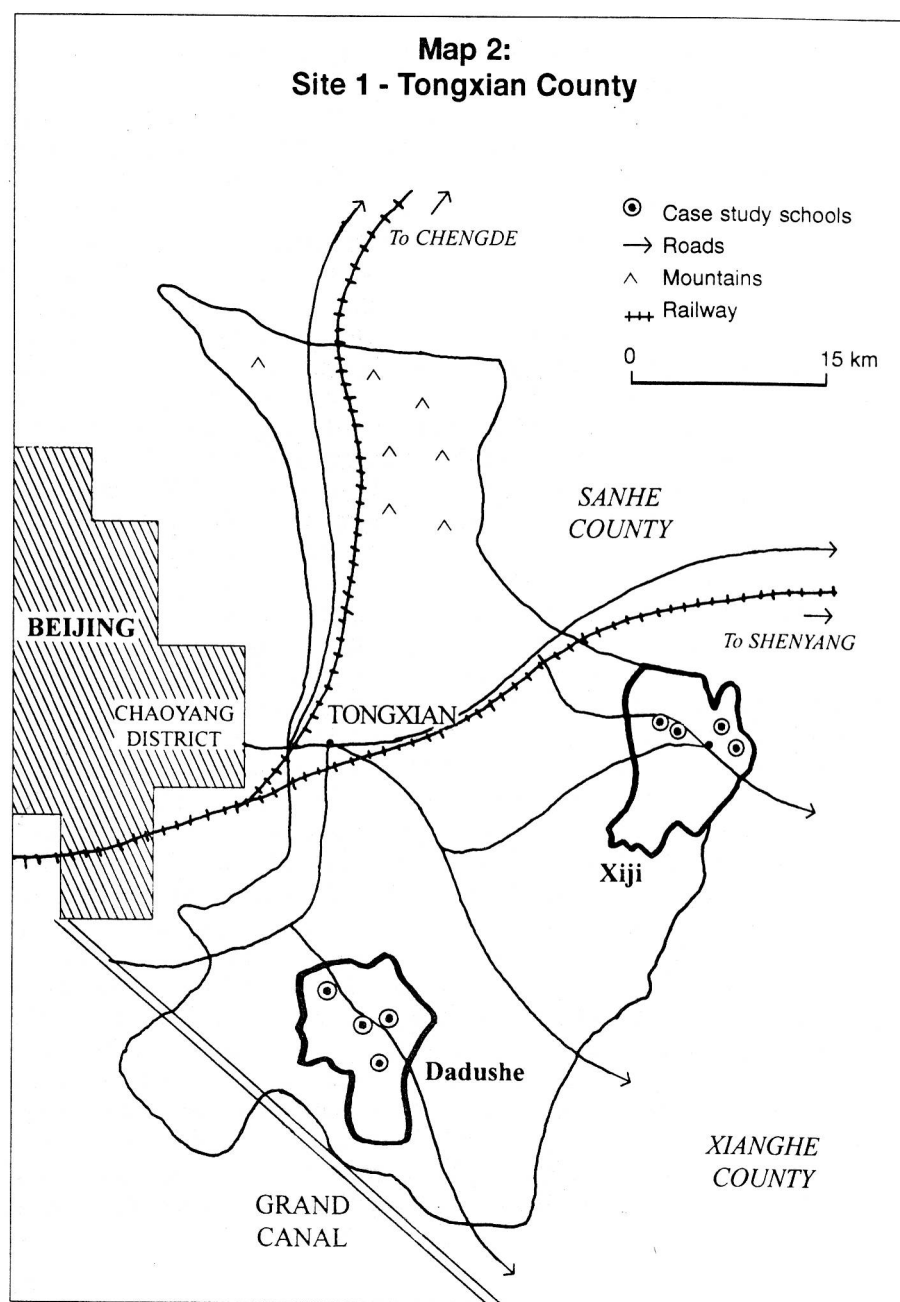 Map 2:
Site 1 - Tongxian County
Case study schools
Roads
Mountains
Railway
0 15 km
To CHENGDE
SANHE
COUNTY
BEIJING
To SHENYANG
CHAOYANG
DISTRICT
TONGXIAN
Xiji
Dadushe
XIANGHE
COUNTY
GRAND
CANAL